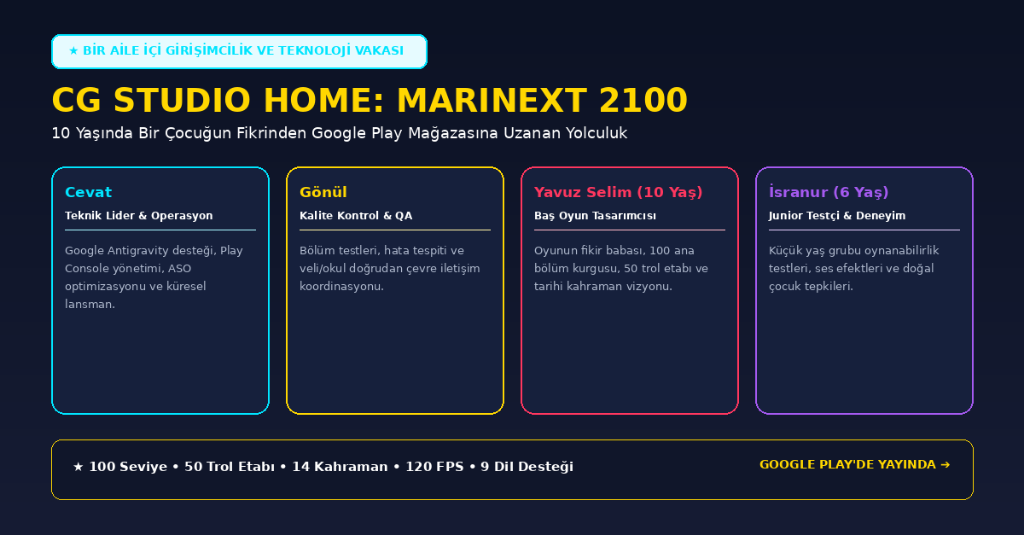 ★ BİR AİLE İÇİ GİRİŞİMCİLİK VE TEKNOLOJİ VAKASI
CG STUDIO HOME: MARINEXT 2100
10 Yaşında Bir Çocuğun Fikrinden Google Play Mağazasına Uzanan Yolculuk
Cevat
Teknik Lider & Operasyon
Google Antigravity desteği, Play
Console yönetimi, ASO
optimizasyonu ve küresel
lansman.
Gönül
Kalite Kontrol & QA
Bölüm testleri, hata tespiti ve
veli/okul doğrudan çevre iletişim
koordinasyonu.
Yavuz Selim (10 Yaş)
Baş Oyun Tasarımcısı
Oyunun fikir babası, 100 ana
bölüm kurgusu, 50 trol etabı ve
tarihi kahraman vizyonu.
İsranur (6 Yaş)
Junior Testçi & Deneyim
Küçük yaş grubu oynanabilirlik
testleri, ses efektleri ve doğal
çocuk tepkileri.
★ 100 Seviye • 50 Trol Etabı • 14 Kahraman • 120 FPS • 9 Dil Desteği
GOOGLE PLAY'DE YAYINDA ➔